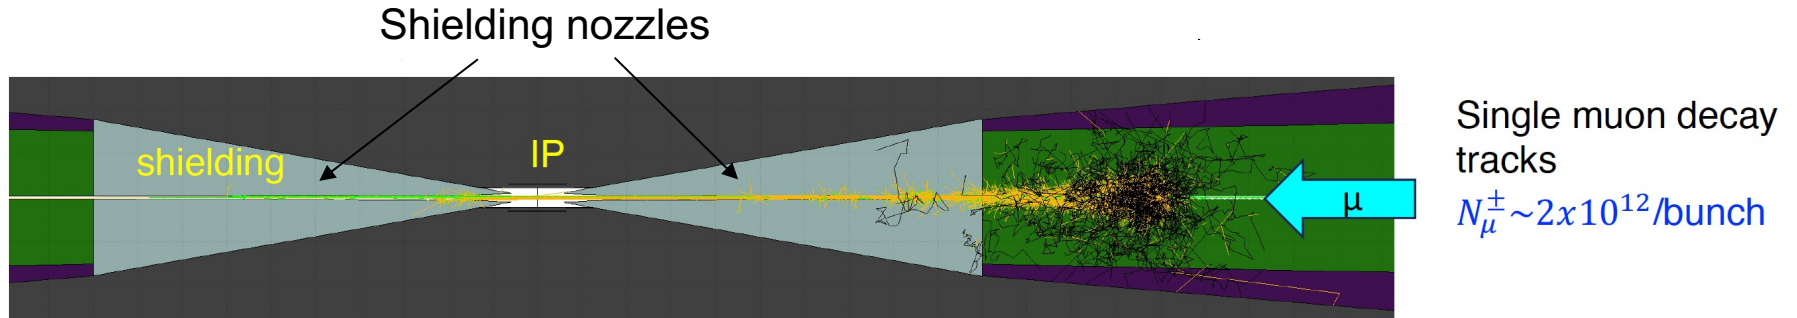 Shielding nozzles
IP
shielding
μ
Single muon decay
tracks
N_μ^± ~2x10^12/bunch